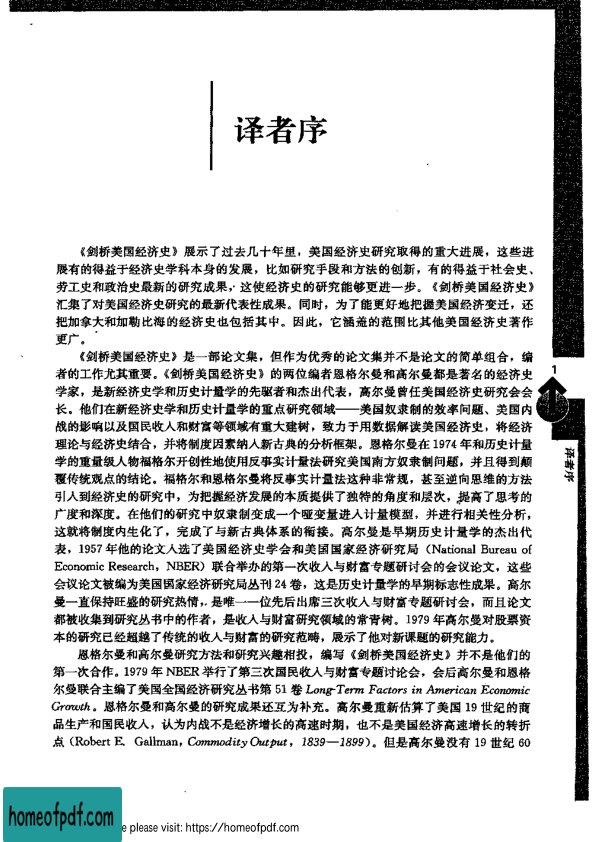 译者序
《剑桥美国经济史》展示了过去几十年里，美国经济史研究取得的重大进展，这些进
展有的得益于经济史学科本身的发展，比如研究手段和方法的创新，有的得益于社会史、
劳工史和政治史最新的研究成果，这使经济史的研究能够更进一步。《剑桥美国经济史》
汇集了对美国经济史研究的最新代表性成果。同时，为了能更好地把握美国经济变迁，还
把加拿大和加勒比海的经济史也包括其中。因此，它涵盖的范围比其他美国经济史著作
更广。
《剑桥美国经济史》是一部论文集，但作为优秀的论文集并不是论文的简单组合，编
者的工作尤其重要。《剑桥美国经济史》的两位编者恩格尔曼和高尔曼都是著名的经济史
学家，是新经济史学和历史计量学的先驱者和杰出代表，高尔曼曾任美国经济史研究会会
长。他们在新经济史学和历史计量学的重点研究领域——美国奴隶制的效率问题、美国内
战的影响以及国民收入和财富等领域有重大建树，致力于用数据解读美国经济史，将经济
理论与经济史结合，并将制度因素纳入新古典的分析框架。恩格尔曼在1974年和历史计量
学的重量级人物福格尔开创性地使用反事实计量法研究美国南方奴隶制问题，并且得到颠
覆传统观点的结论。福格尔和恩格尔曼将反事实计量法这种非常规，甚至逆向思维的方法
引入到经济史的研究中，为把握经济发展的本质提供了独特的角度和层次，提高了思考的
广度和深度。在他们的研究中奴隶制变成一个哑变量进入计量模型，并进行相关性分析，
这就将制度内生化了，完成了与新古典体系的衔接。高尔曼是早期历史计量学的杰出代
表，1957年他的论文入选了美国经济史学会和美国国家经济研究局（National Bureau of
Economic Research，NBER）联合举办的第一次收入与财富专题研讨会的会议论文，这些
会议论文被编为美国国家经济研究局丛刊24卷，这是历史计量学的早期标志性成果。高尔
曼一直保持旺盛的研究热情，是唯一一位先后出席三次收入与财富专题研讨会，而且论文
都被收集到研究丛书中的作者，是收入与财富研究领域的常青树。1979年高尔曼对股票资
本的研究已经超越了传统的收入与财富的研究范畴，展示了他对新课题的研究能力。
恩格尔曼和高尔曼研究方法和研究兴趣相投，编写《剑桥美国经济史》并不是他们的
第一次合作。1979年NBER举行了第三次国民收入与财富专题讨论会，会后高尔曼和恩格
尔曼联合主编了美国全国经济研究丛书第51卷Long-Term Factors in American Economic
Growth。恩格尔曼和高尔曼的研究成果还互为补充。高尔曼重新估算了美国19世纪的商
品生产和国民收入，认为内战不是经济增长的高速时期，也不是美国经济高速增长的转折
点（Robert E. Gallman，Commodity Output，1839—1899）。但是高尔曼没有19世纪60
1
译者序
homeofpdf.com
e please visit: https://homeofpdf.com